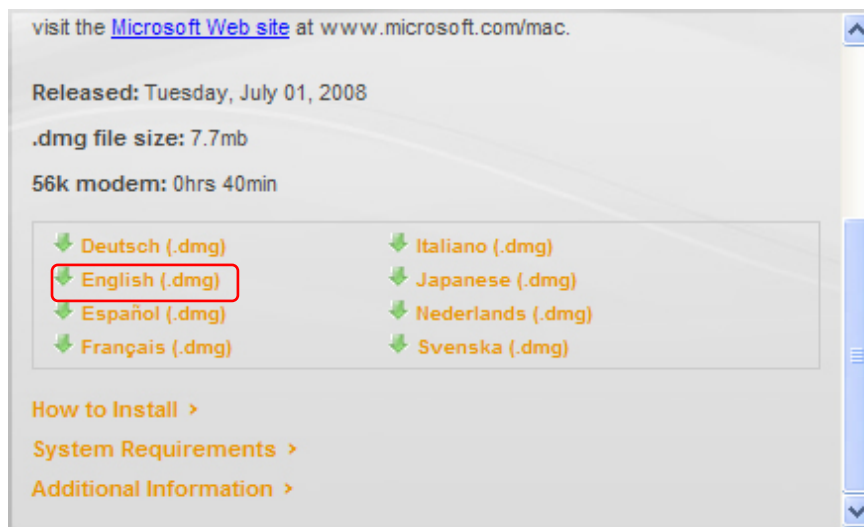 visit the Microsoft Web site at www.microsoft.com/mac.
Released: Tuesday, July 01, 2008
.dmg file size: 7.7mb
56k modem: 0hrs 40min
Deutsch (.dmg)
English (.dmg)
Español (.dmg)
Français (.dmg)
Italiano (.dmg)
Japanese (.dmg)
Nederlands (.dmg)
Svenska (.dmg)
How to Install >
System Requirements >
Additional Information >